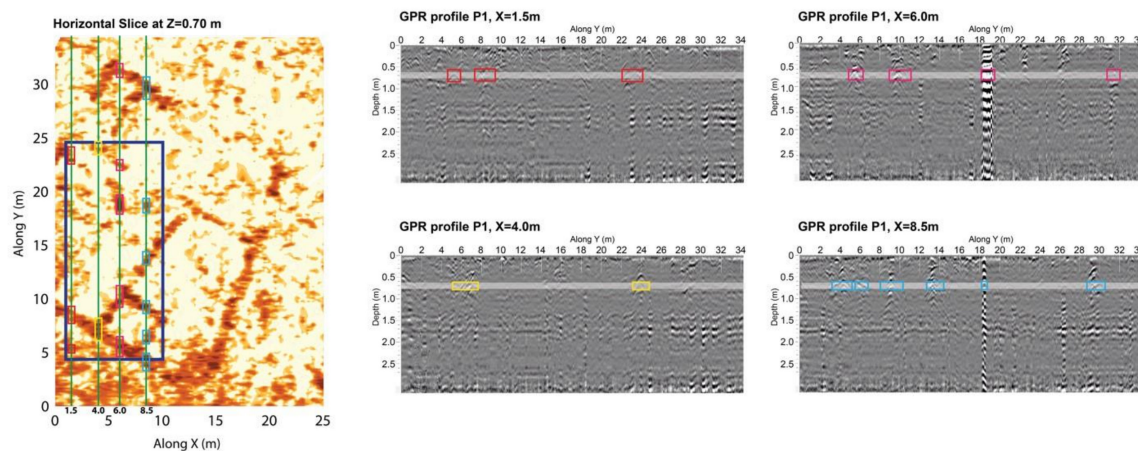 Horizontal Slice at Z=0.70 m
Along Y (m)
30
25
20
15
10
5
0
1.5 4.0 6.0 8.5
0 5 10 15 20 25
Along X (m)
GPR profile P1, X=1.5m
Along Y (m)
0 2 4 6 8 10 12 14 16 18 20 22 24 26 28 30 32 34
Depth (m)
0
0.5
1.0
1.5
2.0
2.5
GPR profile P1, X=6.0m
Along Y (m)
0 2 4 6 8 10 12 14 16 18 20 22 24 26 28 30 32 34
Depth (m)
0
0.5
1.0
1.5
2.0
2.5
GPR profile P1, X=4.0m
Along Y (m)
0 2 4 6 8 10 12 14 16 18 20 22 24 26 28 30 32 34
Depth (m)
0
0.5
1.0
1.5
2.0
2.5
GPR profile P1, X=8.5m
Along Y (m)
0 2 4 6 8 10 12 14 16 18 20 22 24 26 28 30 32 34
Depth (m)
0
0.5
1.0
1.5
2.0
2.5